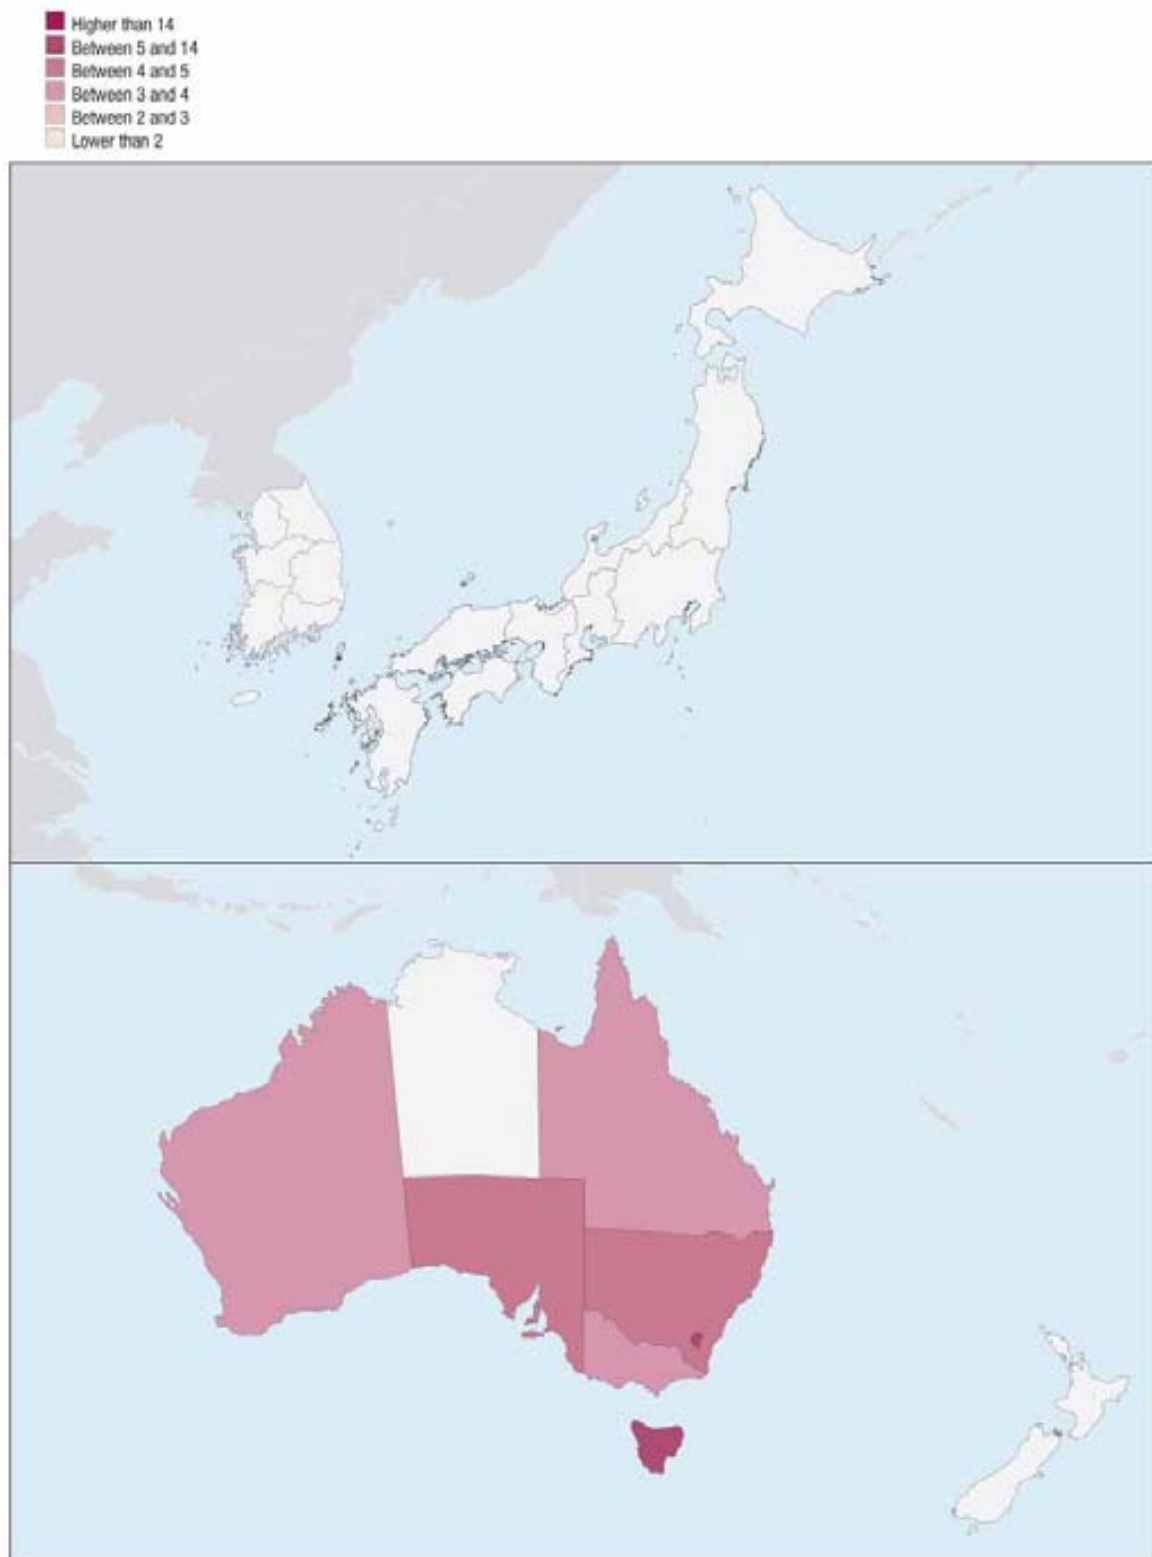 Higher than 14
Between 5 and 14
Between 4 and 5
Between 3 and 4
Between 2 and 3
Lower than 2